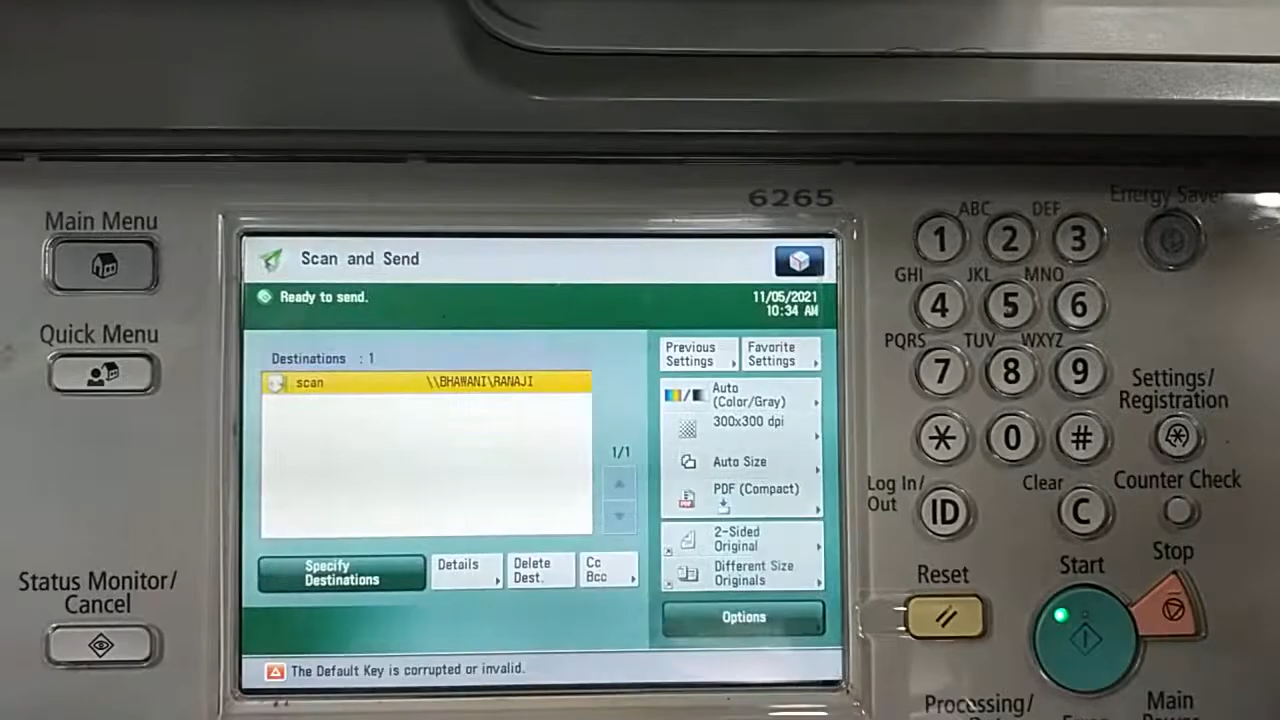 6265
Main Menu
Quick Menu
Status Monitor/
Cancel
Scan and Send
Ready to send.
11/05/2021
10:34 AM
Destinations : 1
scan \\BHAWANI\RANAJI
1/1
Specify
Destinations
Details
Delete
Dest.
Cc
Bcc
Previous
Settings
Favorite
Settings
Auto
(Color/Gray)
300x300 dpi
Auto Size
PDF (Compact)
2-Sided
Original
Different Size
Originals
Options
The Default Key is corrupted or invalid.
ABC DEF
1 2 3
GHI JKL MNO
4 5 6
PQRS TUV WXYZ
7 8 9
* 0 #
Log In/
Out
ID
Clear
C
Energy Saver
Settings/
Registration
Counter Check
Reset
Start
Stop
Processing/
Main